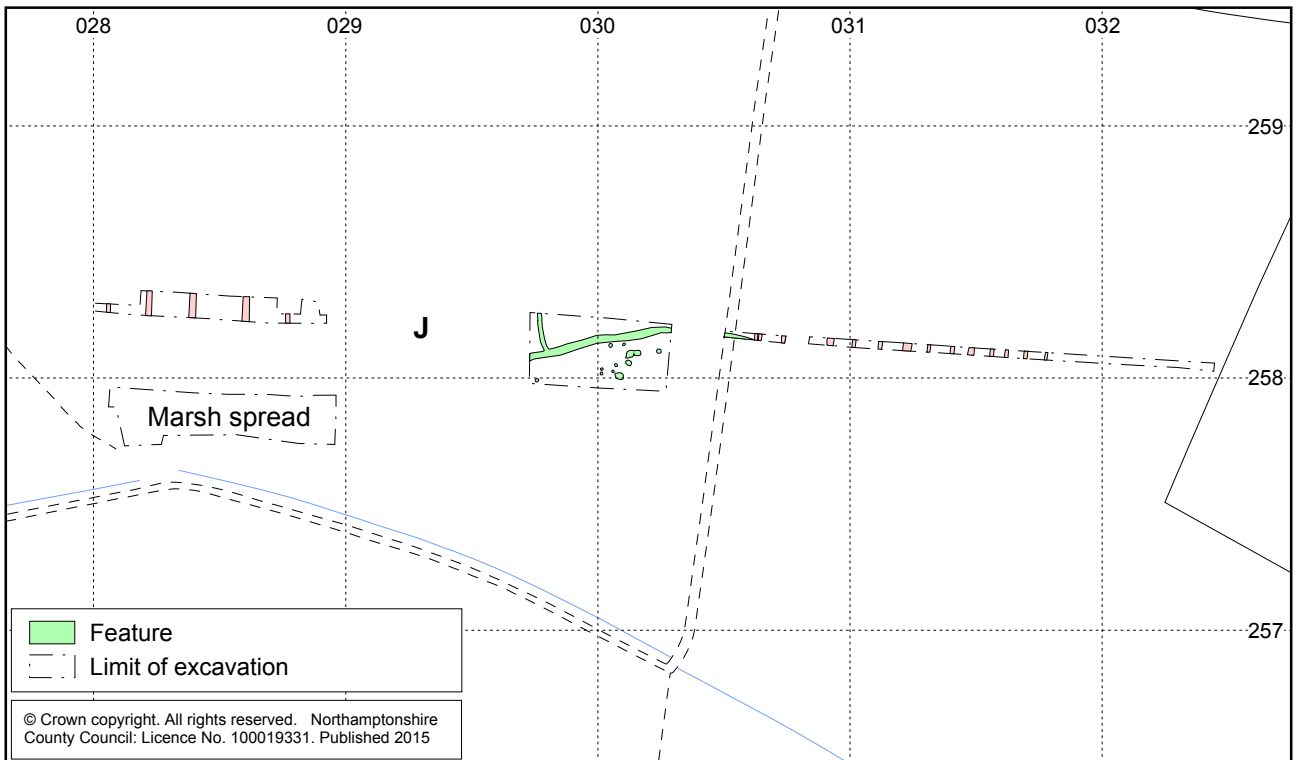 028 029 030 031 032
259
J
258
Marsh spread
257
Feature
Limit of excavation
© Crown copyright. All rights reserved. Northamptonshire
County Council: Licence No. 100019331. Published 2015